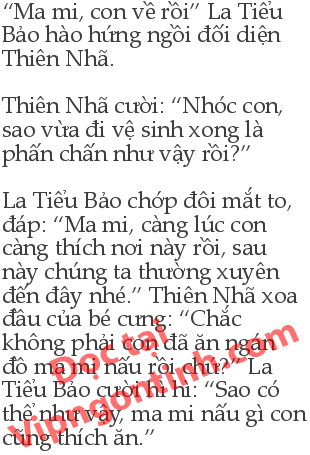 “Ma mi, con về rồi” La Tiểu
Bảo hào hứng ngồi đối diện
Thiên Nhã.
Thiên Nhã cười: “Nhóc con,
sao vừa đi vệ sinh xong là
phấn chấn như vậy rồi?”
La Tiểu Bảo chớp đôi mắt to,
đáp: “Ma mi, càng lúc con
càng thích nơi này rồi, sau
này chúng ta thường xuyên
đến đây nhé.” Thiên Nhã xoa
đầu của bé cưng: “Chắc
không phải con đã ăn ngán
đồ ma mi nấu rồi chứ?” La
Tiểu Bảo cười hì hì: “Sao có
thể như vậy, ma mi nấu gì con
cũng thích ăn.”
Đọc tại
Vipngontinh.com